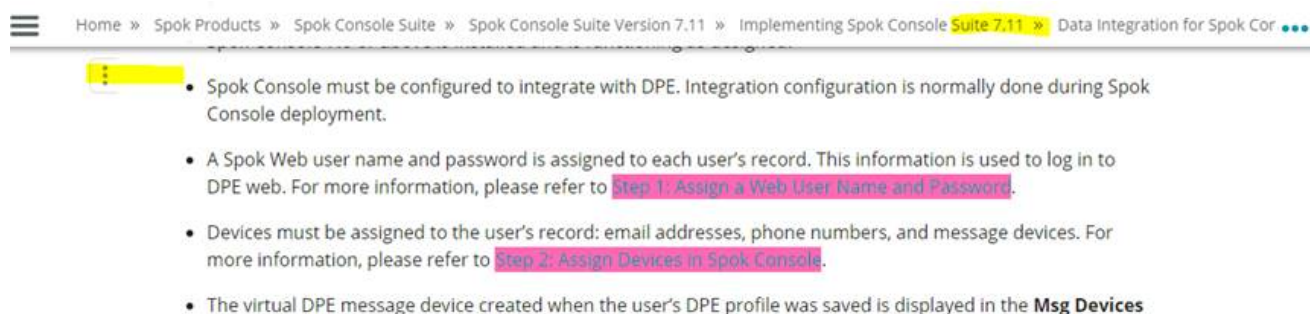 Home » Spok Products » Spok Console Suite » Spok Console Suite Version 7.11 » Implementing Spok Console Suite 7.11 » Data Integration for Spok Cor
• Spok Console must be configured to integrate with DPE. Integration configuration is normally done during Spok
Console deployment.
• A Spok Web user name and password is assigned to each user's record. This information is used to log in to
DPE web. For more information, please refer to Step 1: Assign a Web User Name and Password.
• Devices must be assigned to the user's record: email addresses, phone numbers, and message devices. For
more information, please refer to Step 2: Assign Devices in Spok Console.
• The virtual DPE message device created when the user's DPE profile was saved is displayed in the Msg Devices